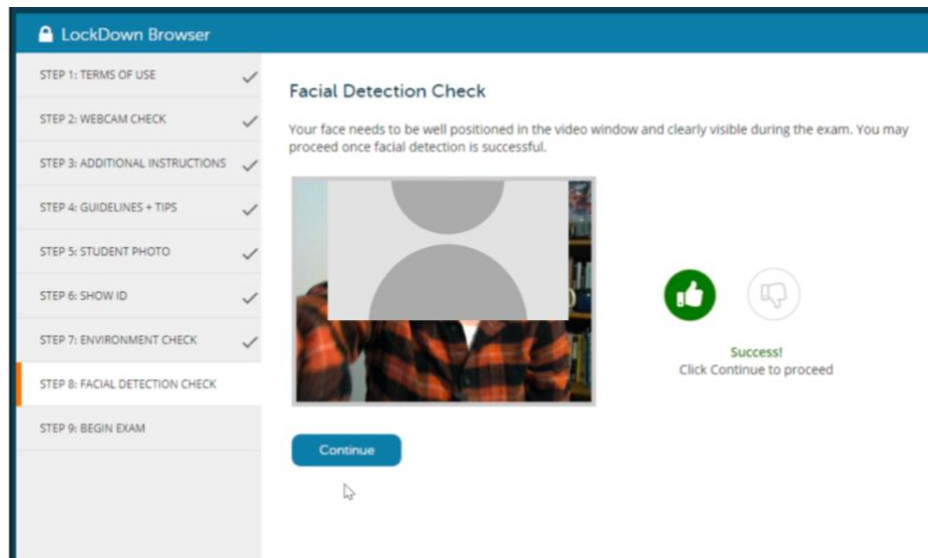 LockDown Browser
STEP 1: TERMS OF USE
STEP 2: WEBCAM CHECK
STEP 3: ADDITIONAL INSTRUCTIONS
STEP 4: GUIDELINES + TIPS
STEP 5: STUDENT PHOTO
STEP 6: SHOW ID
STEP 7: ENVIRONMENT CHECK
STEP 8: FACIAL DETECTION CHECK
STEP 9: BEGIN EXAM
Facial Detection Check
Your face needs to be well positioned in the video window and clearly visible during the exam. You may
proceed once facial detection is successful.
Success!
Click Continue to proceed
Continue